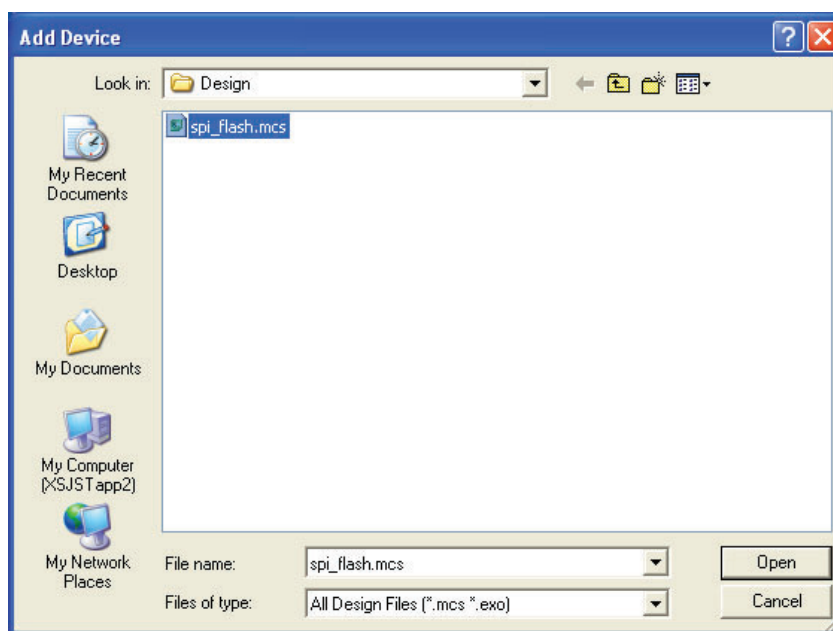 Add Device
Look in: Design
spi_flash.mcs
My Recent
Documents
Desktop
My Documents
My Computer
(XSJSTapp2)
My Network
Places
File name: spi_flash.mcs Open
Files of type: All Design Files (*.mcs *.exo) Cancel